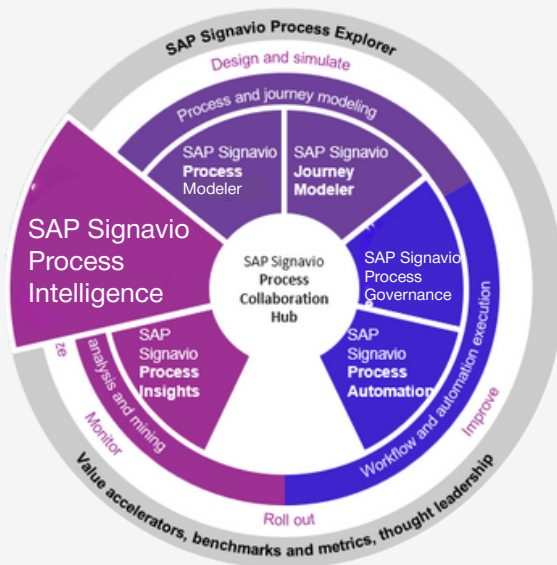 SAP Signavio Process Explorer
Design and simulate
Process and journey modeling
SAP Signavio
Process
Modeler
SAP Signavio
Journey
Modeler
SAP Signavio
Process
Intelligence
SAP Signavio
Process
Collaboration
Hub
SAP Signavio
Process
Governance
SAP
Signavio
Process
Insights
SAP
Signavio
Process
Automation
analysis and mining
Workflow and automation execution
ze
Monitor
Improve
Roll out
Value accelerators, benchmarks and metrics, thought leadership